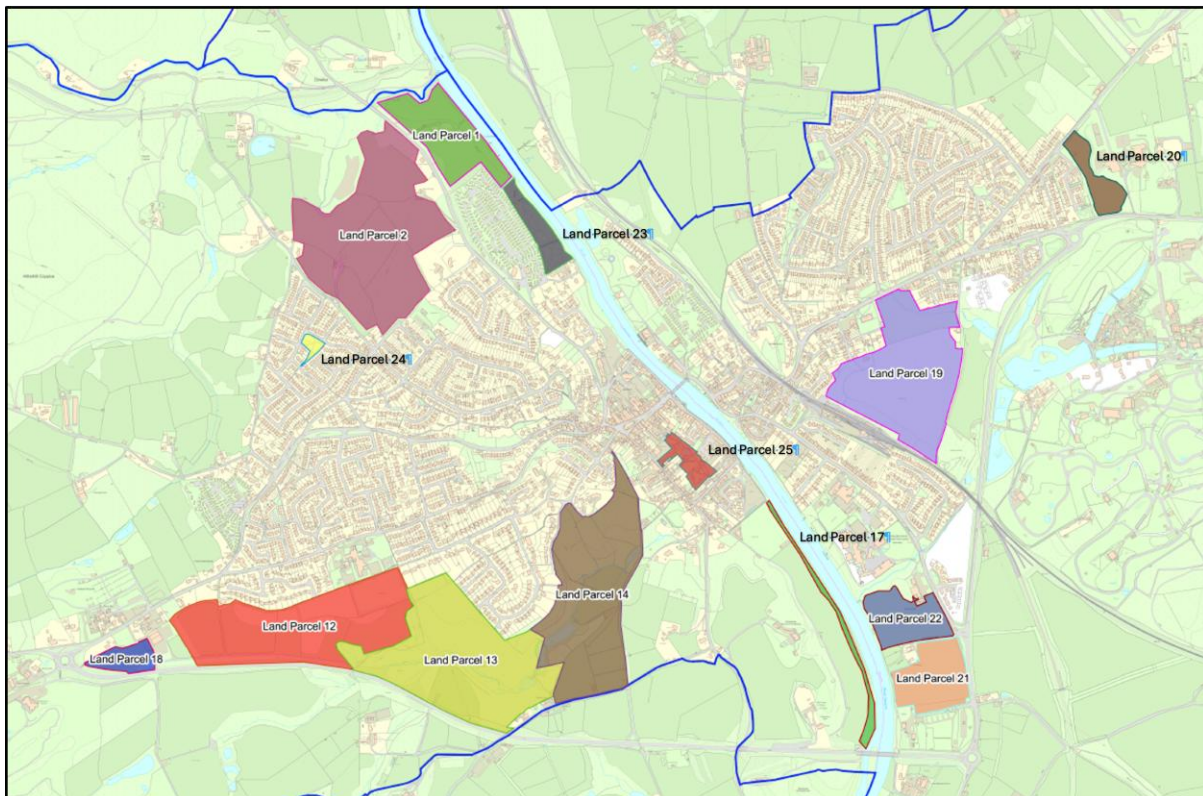 Land Parcel 1
Land Parcel 20¶
Land Parcel 2
Land Parcel 23¶
Land Parcel 24¶
Land Parcel 19
Land Parcel 25¶
Land Parcel 17¶
Land Parcel 14
Land Parcel 12
Land Parcel 22
Land Parcel 18
Land Parcel 13
Land Parcel 21